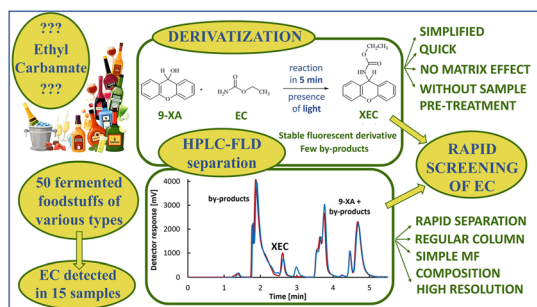 ???
Ethyl
Carbamate
???
DERIVATIZATION
OH
H
9-XA
+
H₂N
EC
reaction
in 5 min
presence
of light
XEC
Stable fluorescent derivative
Few by-products
SIMPLIFIED
QUICK
NO MATRIX EFFECT
WITHOUT SAMPLE
PRE-TREATMENT
RAPID
SCREENING
OF EC
HPLC-FLD
separation
50 fermented
foodstuffs of
various types
EC detected
in 15 samples
Detector response [mV]
4000
3000
2000
1000
0
by-products
XEC
9-XA +
by-products
1
2
3
4
5
Time [min]
RAPID SEPARATION
REGULAR COLUMN
SIMPLE MF
COMPOSITION
HIGH RESOLUTION